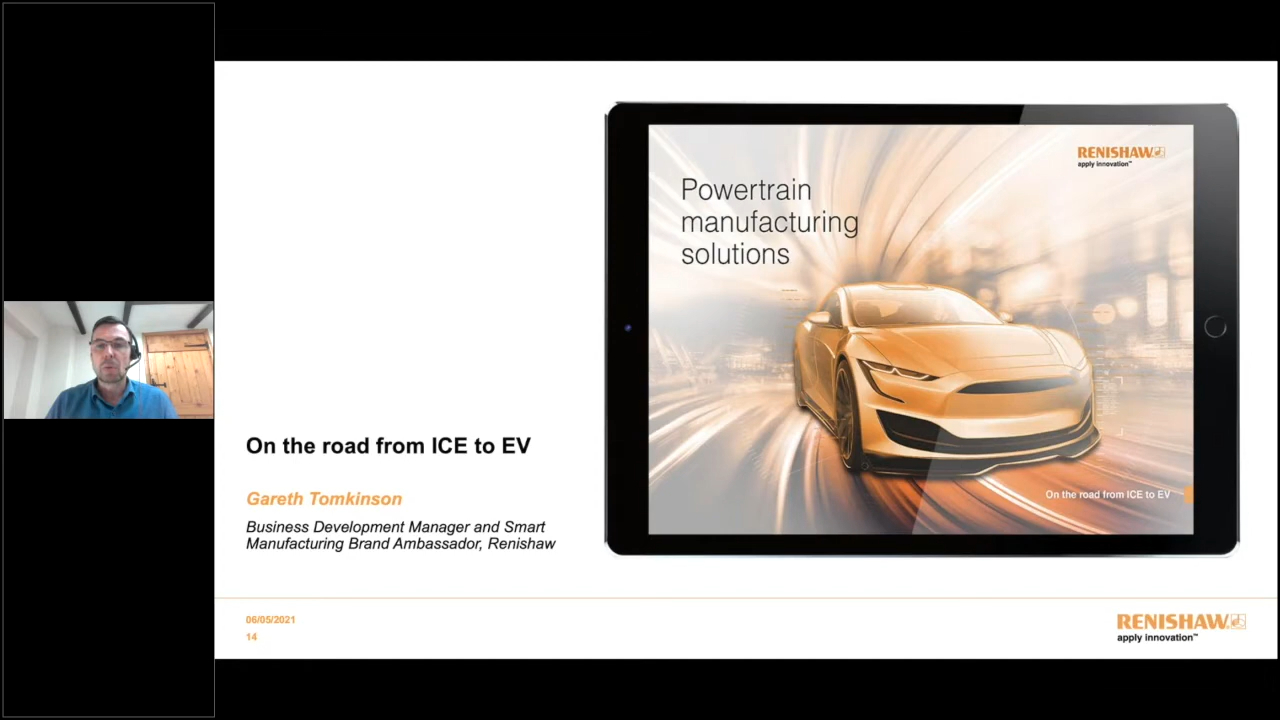 RENISHAW
apply innovation™
Powertrain
manufacturing
solutions
On the road from ICE to EV
On the road from ICE to EV
Gareth Tomkinson
Business Development Manager and Smart
Manufacturing Brand Ambassador, Renishaw
06/05/2021
14
RENISHAW
apply innovation™